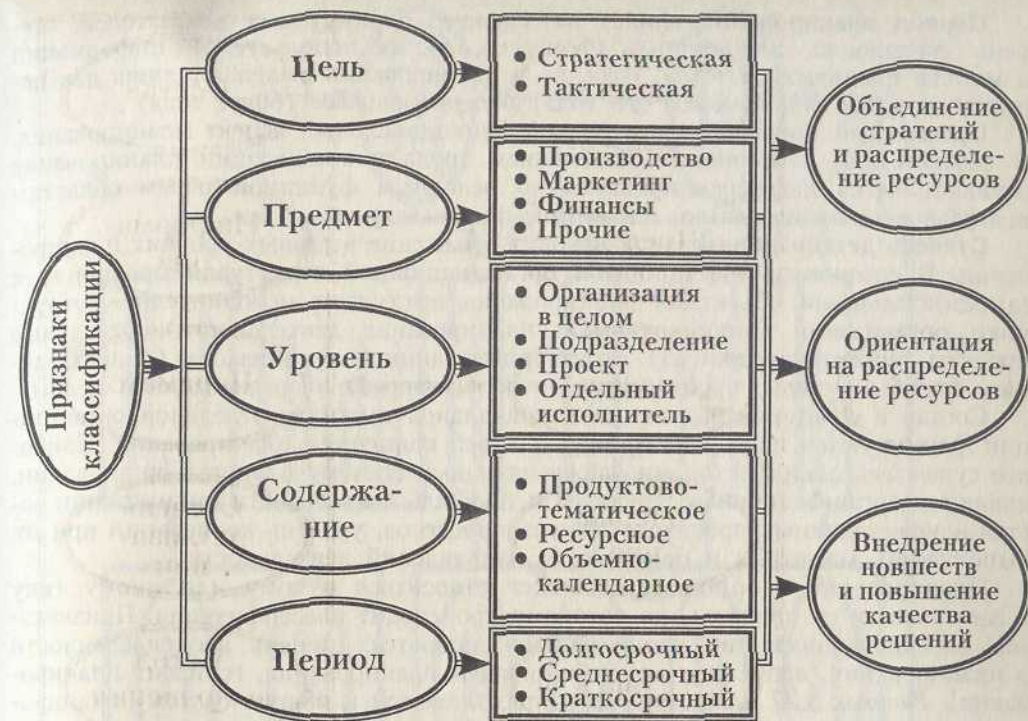 Признаки
классификации
Цель
• Стратегическая
• Тактическая
Предмет
• Производство
• Маркетинг
• Финансы
• Прочие
Уровень
• Организация
в целом
• Подразделение
• Проект
• Отдельный
исполнитель
Содержа-
ние
• Продуктово-
тематическое
• Ресурсное
• Объемно-
календарное
Период
• Долгосрочный
• Среднесрочный
• Краткосрочный
Объединение
стратегий
и распределе-
ние ресурсов
Ориентация
на распределе-
ние ресурсов
Внедрение
новшеств
и повышение
качества
решений